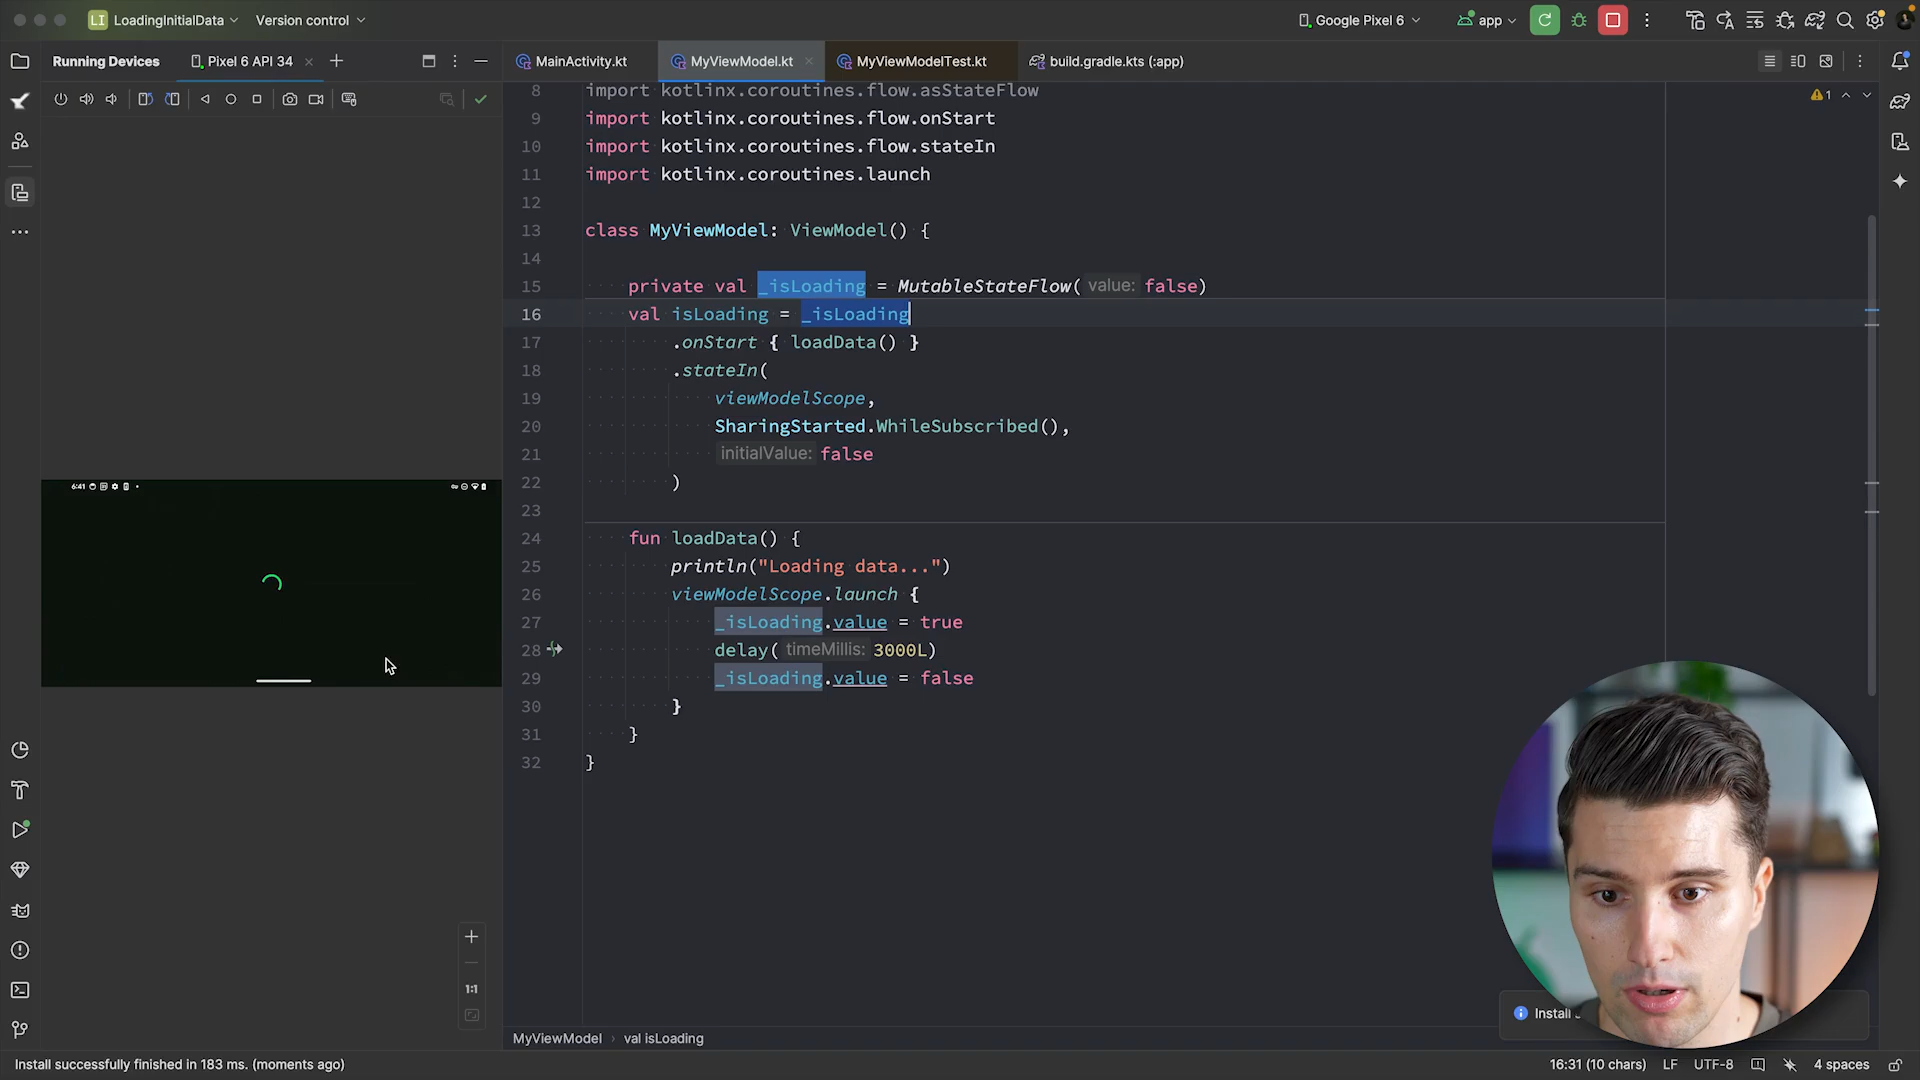 LI LoadingInitialData Version control Google Pixel 6 app
Running Devices Pixel 6 API 34 MainActivity.kt MyViewModel.kt MyViewModelTest.kt build.gradle.kts (:app)
8 import kotlinx.coroutines.flow.asStateFlow
9 import kotlinx.coroutines.flow.onStart
10 import kotlinx.coroutines.flow.stateIn
11 import kotlinx.coroutines.launch
12
13 class MyViewModel: ViewModel() {
14
15 private val _isLoading = MutableStateFlow( value: false)
16 val isLoading = _isLoading
17 .onStart { loadData() }
18 .stateIn(
19 viewModelScope,
20 SharingStarted.WhileSubscribed(),
21 initialValue: false
22 )
23
24 fun loadData() {
25 println("Loading data...")
26 viewModelScope.launch {
27 _isLoading.value = true
28 delay( timeMillis: 3000L)
29 _isLoading.value = false
30 }
31 }
32 }
1
6:41
1:1
Install
MyViewModel › val isLoading
Install successfully finished in 183 ms. (moments ago) 16:31 (10 chars) LF UTF-8 4 spaces